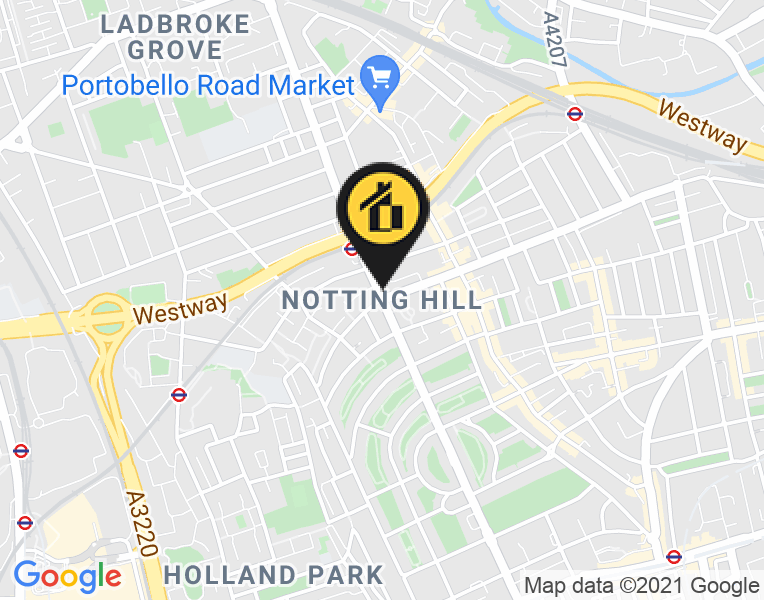 LADBROKE
GROVE
A4207
Portobello Road Market
Westway
NOTTING HILL
Westway
A3220
HOLLAND PARK
Google
Map data ©2021 Google